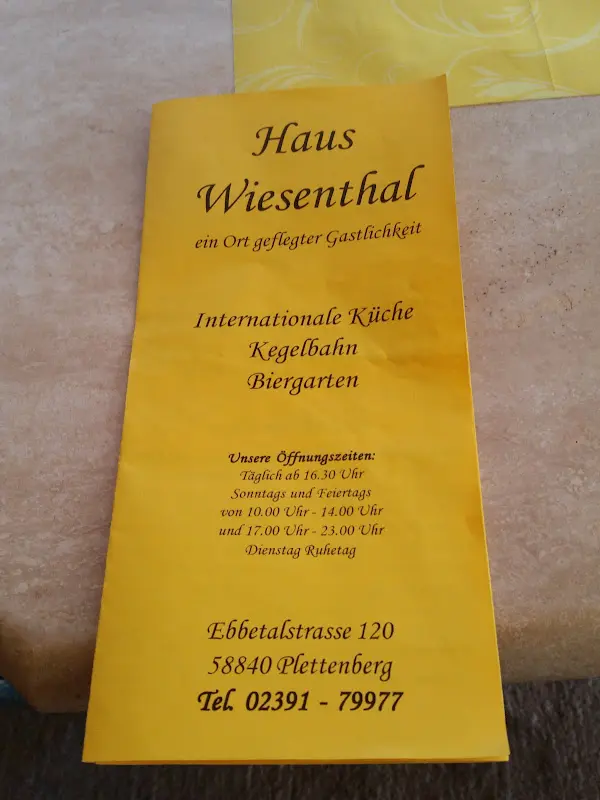 Haus
Wiesenthal
ein Ort geflegter Gastlichkeit
Internationale Küche
Kegelbahn
Biergarten
Unsere Öffnungszeiten:
Täglich ab 16.30 Uhr
Sonntags und Feiertags
von 10.00 Uhr - 14.00 Uhr
und 17.00 Uhr - 23.00 Uhr
Dienstag Ruhetag
Ebbetalstrasse 120
58840 Plettenberg
Tel. 02391 - 79977